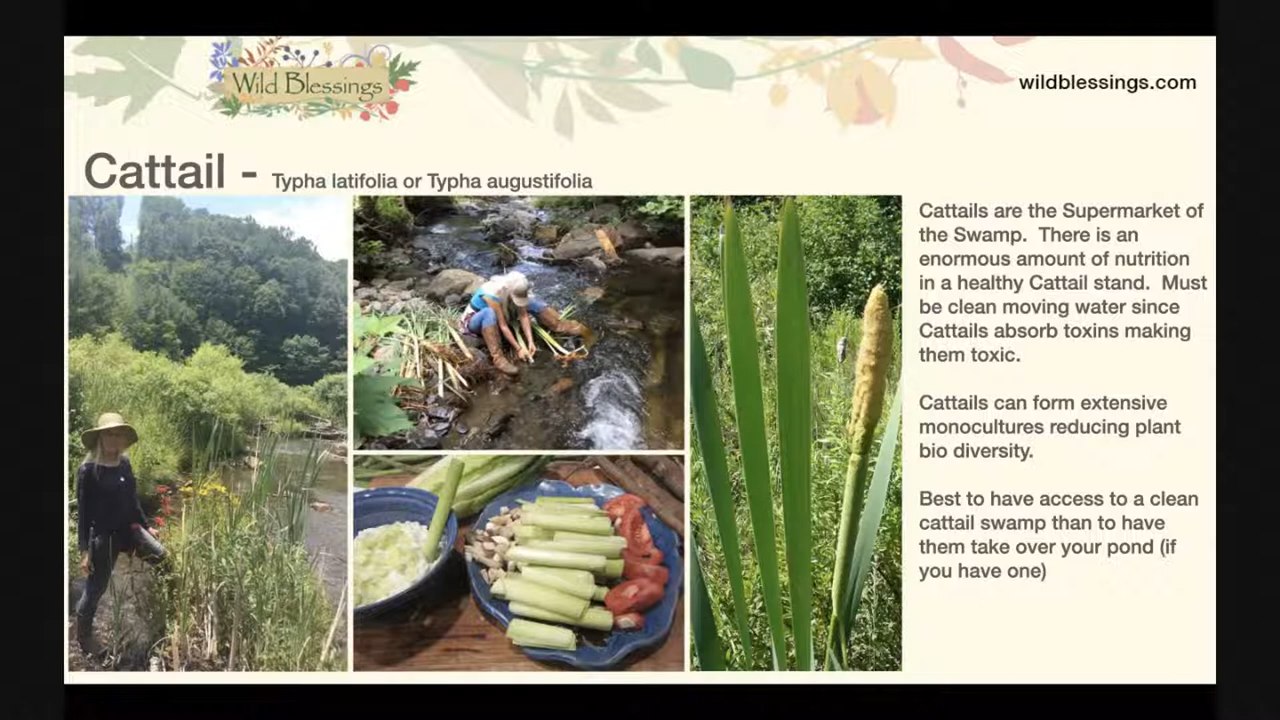 Wild Blessings
wildblessings.com
Cattail - Typha latifolia or Typha augustifolia
Cattails are the Supermarket of
the Swamp.  There is an
enormous amount of nutrition
in a healthy Cattail stand.  Must
be clean moving water since
Cattails absorb toxins making
them toxic.
Cattails can form extensive
monocultures reducing plant
bio diversity.
Best to have access to a clean
cattail swamp than to have
them take over your pond (if
you have one)